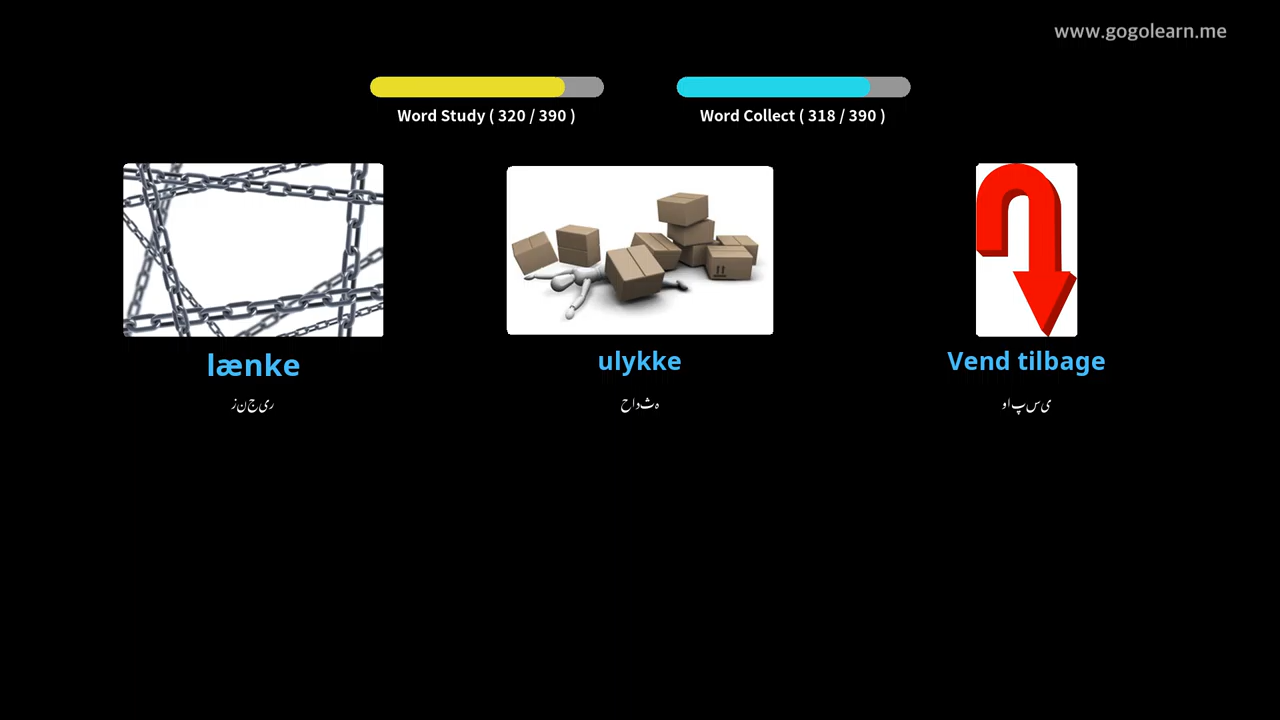 www.gogolearn.me
Word Study ( 320 / 390 )
Word Collect ( 318 / 390 )
lænke
زنجیر
ulykke
حادثہ
Vend tilbage
واپسی